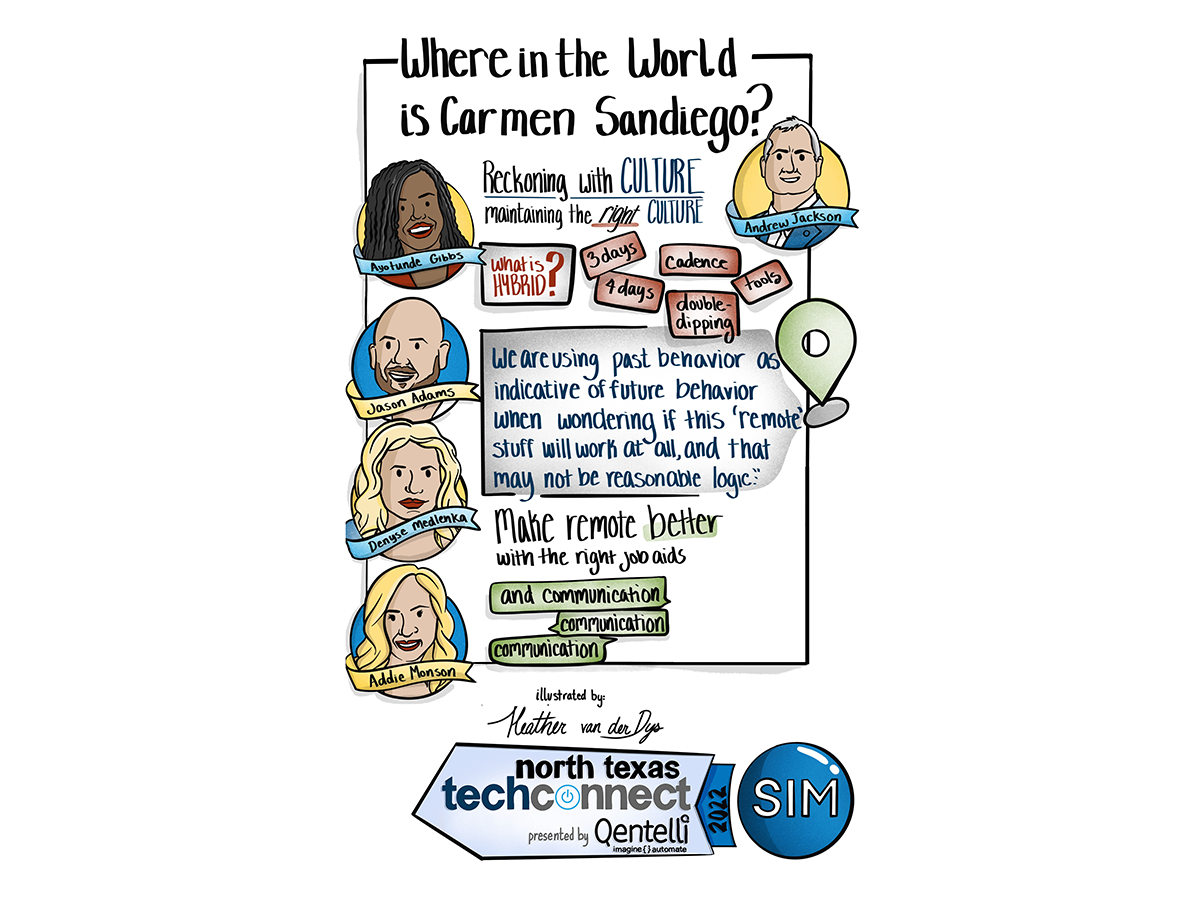 Where in the World
is Carmen Sandiego?
Reckoning with CULTURE
maintaining the right CULTURE
Andrew Jackson
Ayotunde Gibbs
What is
HYBRID?
3 days
4 days
cadence
double-
dipping
tools
Jason Adams
We are using past behavior as
indicative of future behavior
when wondering if this 'remote'
stuff will work at all, and that
may not be reasonable logic."
Denyse Medlenka
Make remote better
with the right job aids
and communication
communication
communication
Addie Monson
illustrated by:
Heather van der Dys
north texas
techconnect
presented by Qentelli
imagine { } automate
2022
SIM